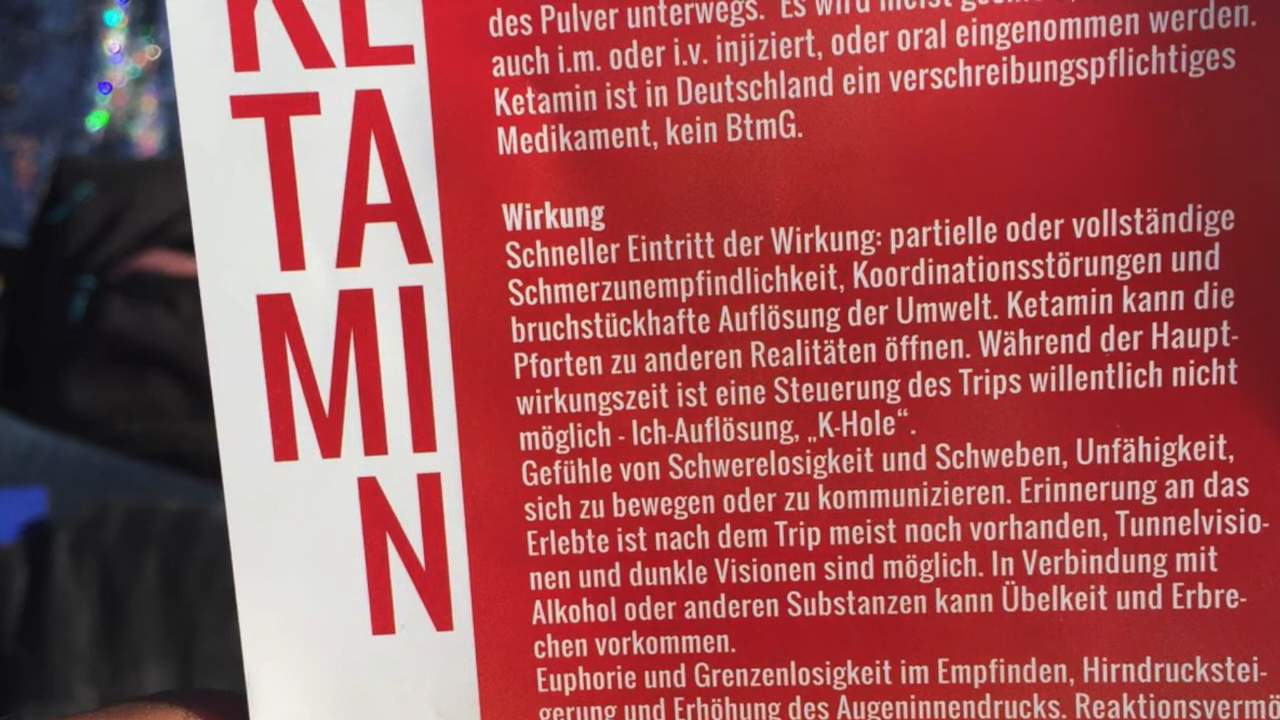 KE
TA
MI
N
des Pulver unterwegs. Es wird meist
auch i.m. oder i.v. injiziert, oder oral eingenommen werden.
Ketamin ist in Deutschland ein verschreibungspflichtiges
Medikament, kein BtmG.
Wirkung
Schneller Eintritt der Wirkung: partielle oder vollständige
Schmerzunempfindlichkeit, Koordinationsstörungen und
bruchstückhafte Auflösung der Umwelt. Ketamin kann die
Pforten zu anderen Realitäten öffnen. Während der Haupt-
wirkungszeit ist eine Steuerung des Trips willentlich nicht
möglich - Ich-Auflösung, „K-Hole“.
Gefühle von Schwerelosigkeit und Schweben, Unfähigkeit,
sich zu bewegen oder zu kommunizieren. Erinnerung an das
Erlebte ist nach dem Trip meist noch vorhanden, Tunnelvisio-
nen und dunkle Visionen sind möglich. In Verbindung mit
Alkohol oder anderen Substanzen kann Übelkeit und Erbre-
chen vorkommen.
Euphorie und Grenzenlosigkeit im Empfinden, Hirndruckstei-
gerung und Erhöhung des Augeninnendrucks. Reaktionsvermö